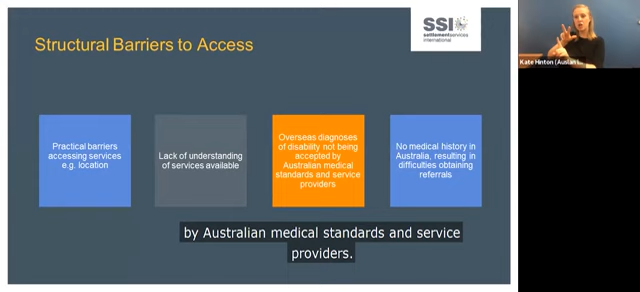 Structural Barriers to Access
SSI
settlement services
international
Kate Hinton (Auslan I...
Practical barriers
accessing services
e.g. location
Lack of understanding
of services available
Overseas diagnoses
of disability not being
accepted by
Australian medical
standards and service
providers
No medical history in
Australia, resulting in
difficulties obtaining
referrals
by Australian medical standards and service
providers.